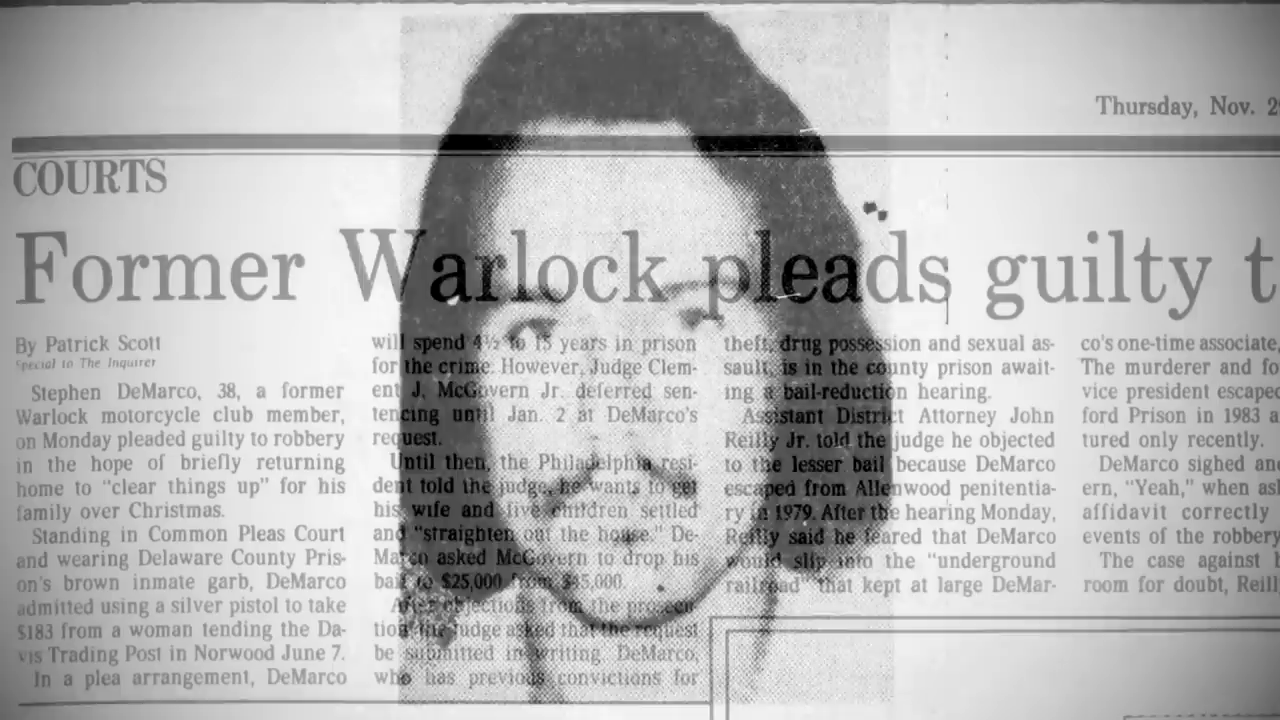 Thursday, Nov. 2
COURTS
Former Warlock pleads guilty t
By Patrick Scott
Special to The Inquirer
Stephen DeMarco, 38, a former
Warlock motorcycle club member,
on Monday pleaded guilty to robbery
in the hope of briefly returning
home to "clear things up" for his
family over Christmas.
Standing in Common Pleas Court
and wearing Delaware County Pris-
on's brown inmate garb, DeMarco
admitted using a silver pistol to take
$183 from a woman tending the Da-
vis Trading Post in Norwood June 7.
In a plea arrangement, DeMarco
will spend 4½ to 15 years in prison
for the crime. However, Judge Clem-
ent J. McGovern Jr. deferred sen-
tencing until Jan. 2 at DeMarco's
request.
Until then, the Philadelphia resi-
dent told the judge, he wants to get
his wife and five children settled
and "straighten out the house." De-
Marco asked McGovern to drop his
bail to $25,000 from $45,000.
After objections from the prosecu-
tion, the judge asked that the request
be submitted in writing. DeMarco,
who has previous convictions for
theft, drug possession and sexual as-
sault, is in the county prison await-
ing a bail-reduction hearing.
Assistant District Attorney John
Reilly Jr. told the judge he objected
to the lesser bail because DeMarco
escaped from Allenwood penitentia-
ry in 1979. After the hearing Monday,
Reilly said he feared that DeMarco
would slip into the "underground
railroad" that kept at large DeMar-
co's one-time associate,
The murderer and fo
vice president escape
ford Prison in 1983 a
tured only recently.
DeMarco sighed an
ern, "Yeah," when as
affidavit correctly
events of the robbery
The case against
room for doubt, Reill